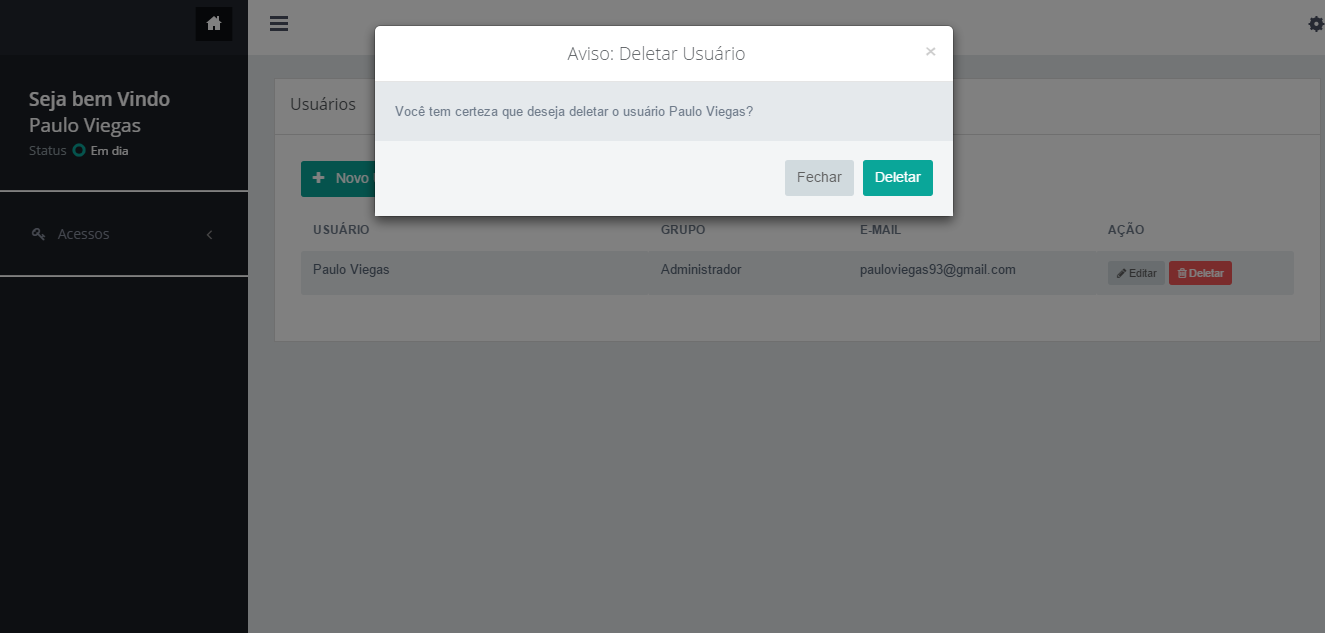 Seja bem Vindo
Paulo Viegas
Status Em dia
Acessos
Aviso: Deletar Usuário ×
Você tem certeza que deseja deletar o usuário Paulo Viegas?
Fechar Deletar
Usuários
Novo
USUÁRIO GRUPO E-MAIL AÇÃO
Paulo Viegas Administrador pauloviegas93@gmail.com Editar Deletar